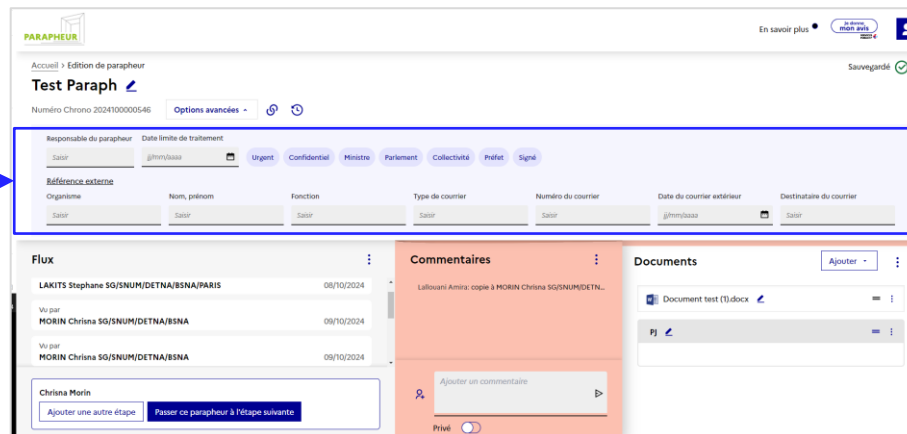 PARAPHEUR
En savoir plus
Je donne
mon avis
Accueil > Edition de parapheur
Sauvegardé
Test Paraph
Numéro Chrono 2024100000546 Options avancées
Responsable du parapheur Date limite de traitement
Saisir jj/mm/aaaa Urgent Confidentiel Ministre Parlement Collectivité Préfet Signé
Référence externe
Organisme Nom, prénom Fonction Type de courrier Numéro du courrier Date du courrier extérieur Destinataire du courrier
Saisir Saisir Saisir Saisir Saisir jj/mm/aaaa Saisir
Flux
LAKITS Stephane SG/SNUM/DETNA/BSNA/PARIS 08/10/2024
Vu par
MORIN Chrisna SG/SNUM/DETNA/BSNA 09/10/2024
Vu par
MORIN Chrisna SG/SNUM/DETNA/BSNA 09/10/2024
Chrisna Morin
Ajouter une autre étape Passer ce parapheur à l'étape suivante
Commentaires
Lallouani Amira: copie à MORIN Chrisna SG/SNUM/DETN...
Ajouter un commentaire
Privé
Documents Ajouter
Document test (1).docx
PJ